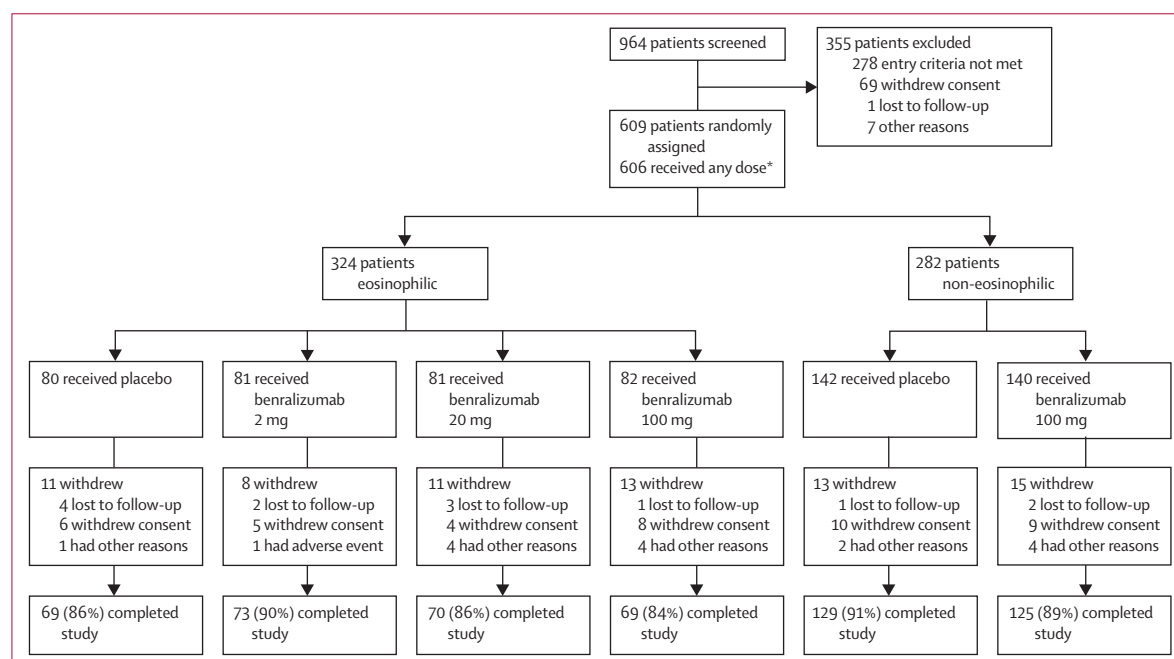 964 patients screened
355 patients excluded
278 entry criteria not met
69 withdrew consent
1 lost to follow-up
7 other reasons
609 patients randomly
assigned
606 received any dose*
324 patients
eosinophilic
282 patients
non-eosinophilic
80 received placebo
81 received
benralizumab
2 mg
81 received
benralizumab
20 mg
82 received
benralizumab
100 mg
142 received placebo
140 received
benralizumab
100 mg
11 withdrew
4 lost to follow-up
6 withdrew consent
1 had other reasons
8 withdrew
2 lost to follow-up
5 withdrew consent
1 had adverse event
11 withdrew
3 lost to follow-up
4 withdrew consent
4 had other reasons
13 withdrew
1 lost to follow-up
8 withdrew consent
4 had other reasons
13 withdrew
1 lost to follow-up
10 withdrew consent
2 had other reasons
15 withdrew
2 lost to follow-up
9 withdrew consent
4 had other reasons
69 (86%) completed
study
73 (90%) completed
study
70 (86%) completed
study
69 (84%) completed
study
129 (91%) completed
study
125 (89%) completed
study